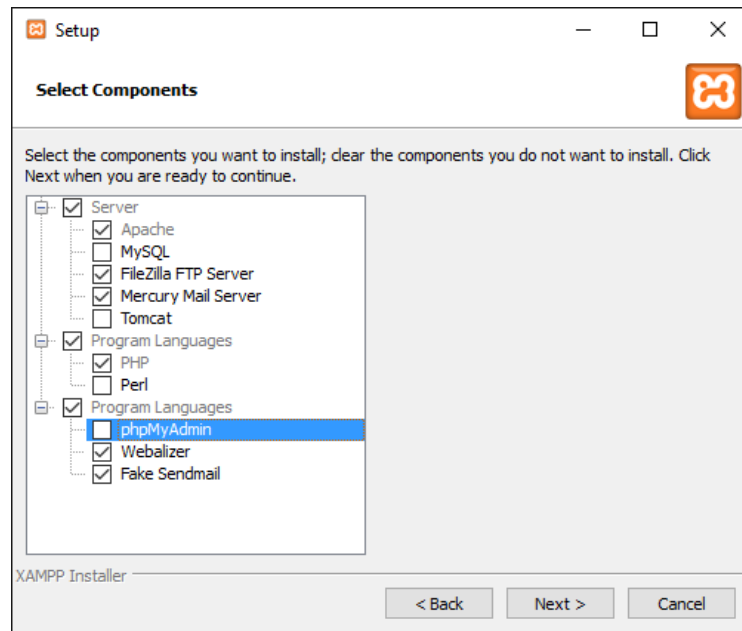 Setup
Select Components
Select the components you want to install; clear the components you do not want to install. Click
Next when you are ready to continue.
Server
Apache
MySQL
FileZilla FTP Server
Mercury Mail Server
Tomcat
Program Languages
PHP
Perl
Program Languages
phpMyAdmin
Webalizer
Fake Sendmail
XAMPP Installer
< Back Next > Cancel